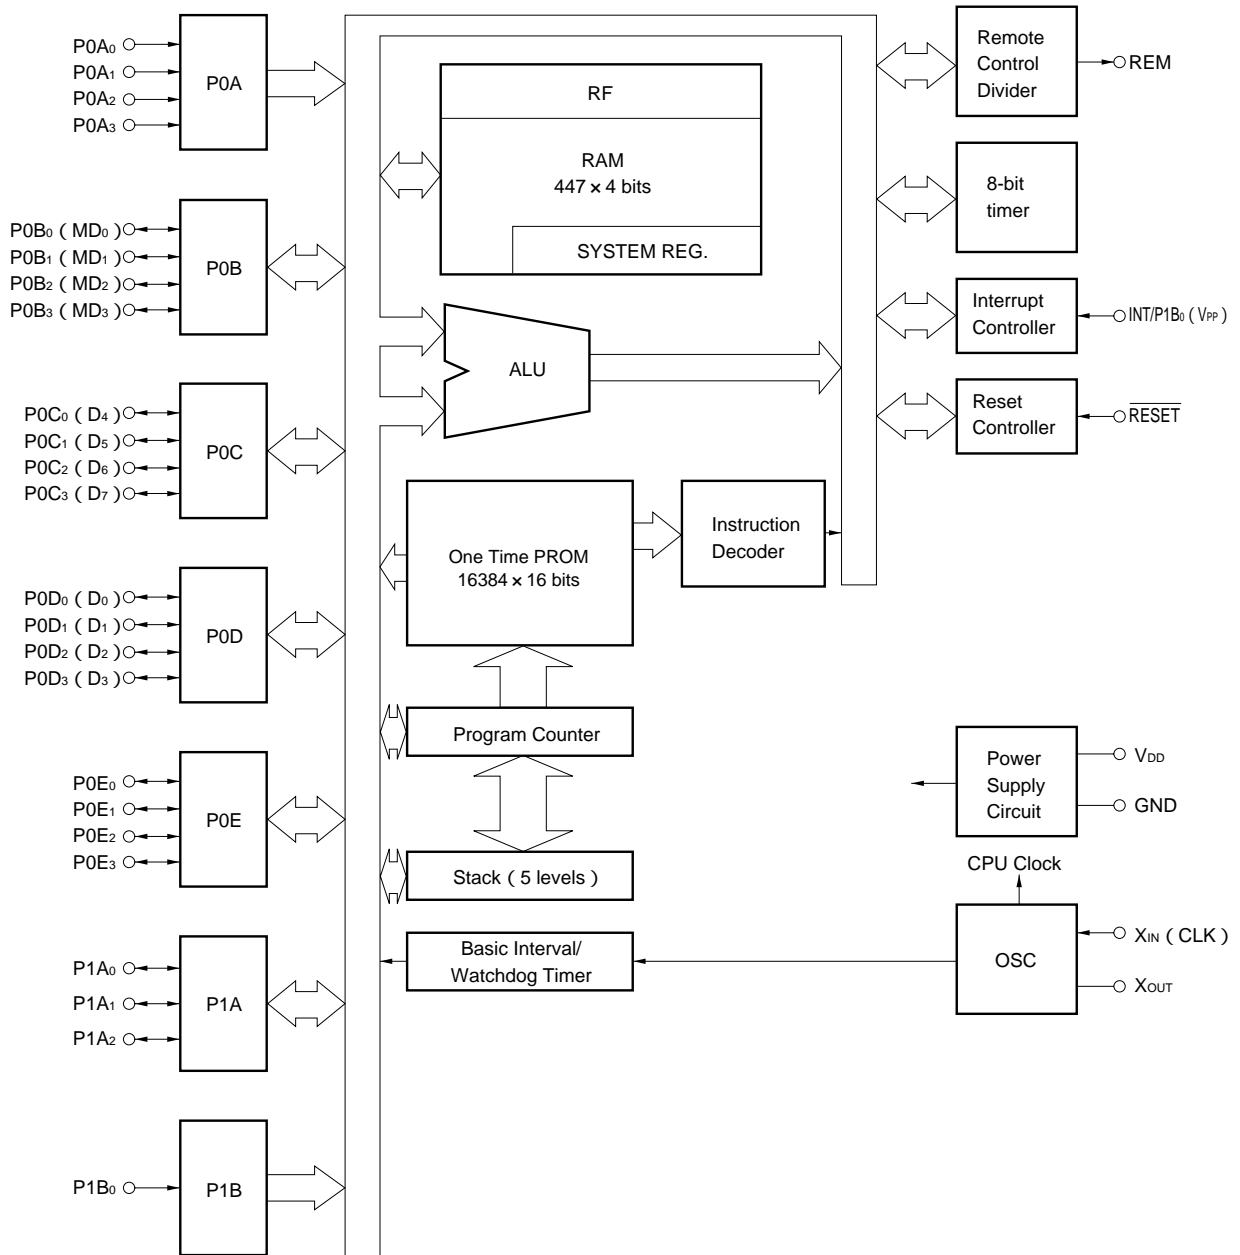 P0A₀
P0A₁
P0A₂
P0A₃
P0A
P0B₀ ( MD₀ )
P0B₁ ( MD₁ )
P0B₂ ( MD₂ )
P0B₃ ( MD₃ )
P0B
P0C₀ ( D₄ )
P0C₁ ( D₅ )
P0C₂ ( D₆ )
P0C₃ ( D₇ )
P0C
P0D₀ ( D₀ )
P0D₁ ( D₁ )
P0D₂ ( D₂ )
P0D₃ ( D₃ )
P0D
P0E₀
P0E₁
P0E₂
P0E₃
P0E
P1A₀
P1A₁
P1A₂
P1A
P1B₀
P1B
RF
RAM
447 × 4 bits
SYSTEM REG.
ALU
One Time PROM
16384 × 16 bits
Instruction
Decoder
Program Counter
Stack ( 5 levels )
Basic Interval/
Watchdog Timer
Remote
Control
Divider
REM
8-bit
timer
Interrupt
Controller
INT/P1B₀ ( VPP )
Reset
Controller
RESET
Power
Supply
Circuit
VDD
GND
CPU Clock
OSC
XIN ( CLK )
XOUT